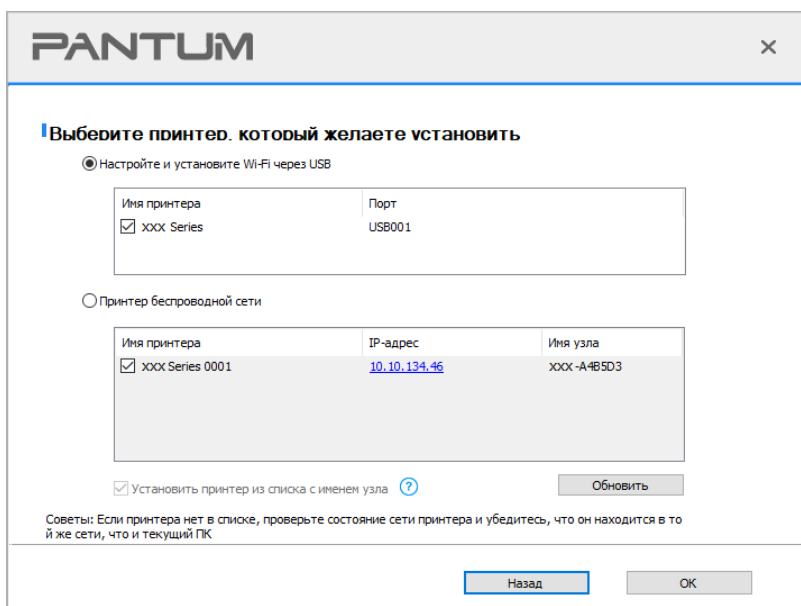 PANTUM
Выберите принтер, который желаете установить
Настройте и установите Wi-Fi через USB
Имя принтера Порт
XXX Series USB001
Принтер беспроводной сети
Имя принтера IP-адрес Имя узла
XXX Series 0001 10.10.134.46 XXX-A4B5D3
Установить принтер из списка с именем узла ?
Обновить
Советы: Если принтера нет в списке, проверьте состояние сети принтера и убедитесь, что он находится в то
й же сети, что и текущий ПК
Назад OK